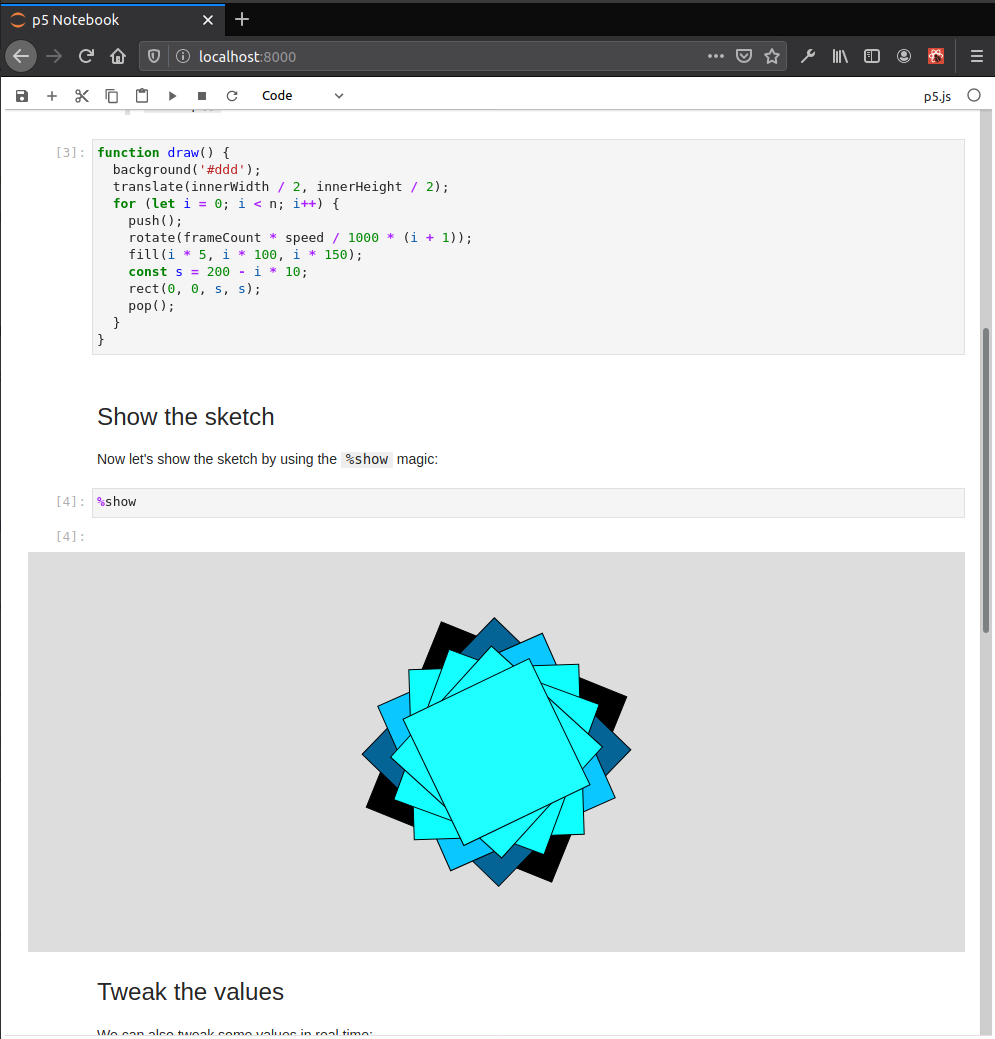 p5 Notebook
localhost:8000
Code
p5.js
[3]:
function draw() {
  background('#ddd');
  translate(innerWidth / 2, innerHeight / 2);
  for (let i = 0; i < n; i++) {
    push();
    rotate(frameCount * speed / 1000 * (i + 1));
    fill(i * 5, i * 100, i * 150);
    const s = 200 - i * 10;
    rect(0, 0, s, s);
    pop();
  }
}
Show the sketch
Now let's show the sketch by using the %show magic:
[4]:
%show
[4]:
Tweak the values
We can also tweak some values in real time: